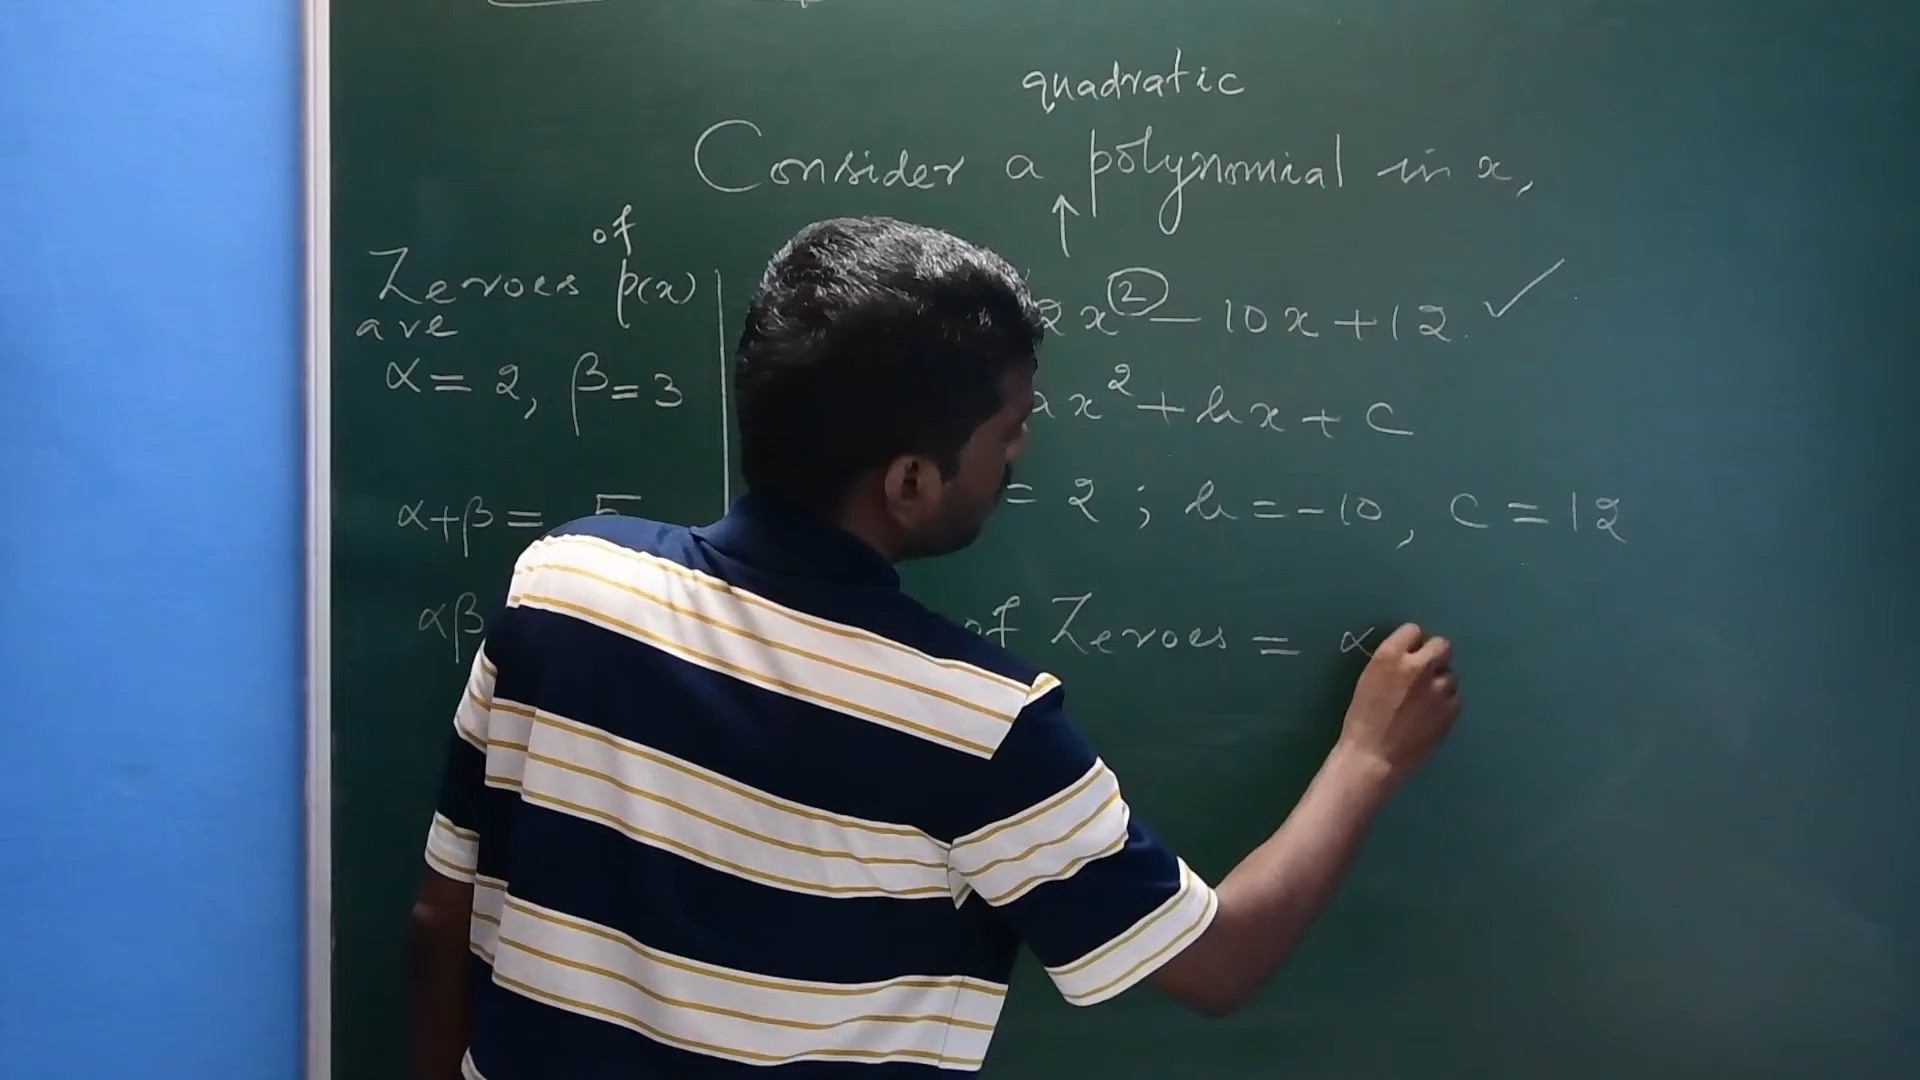 quadratic
Consider a polynomial in x,
↑
Zeroes of p(x)
are
α = 2, β = 3
α+β = 5
αβ
2x² − 10x + 12. ✓
ax² + bx + c
= 2 ; b = −10, c = 12
of Zeroes = α